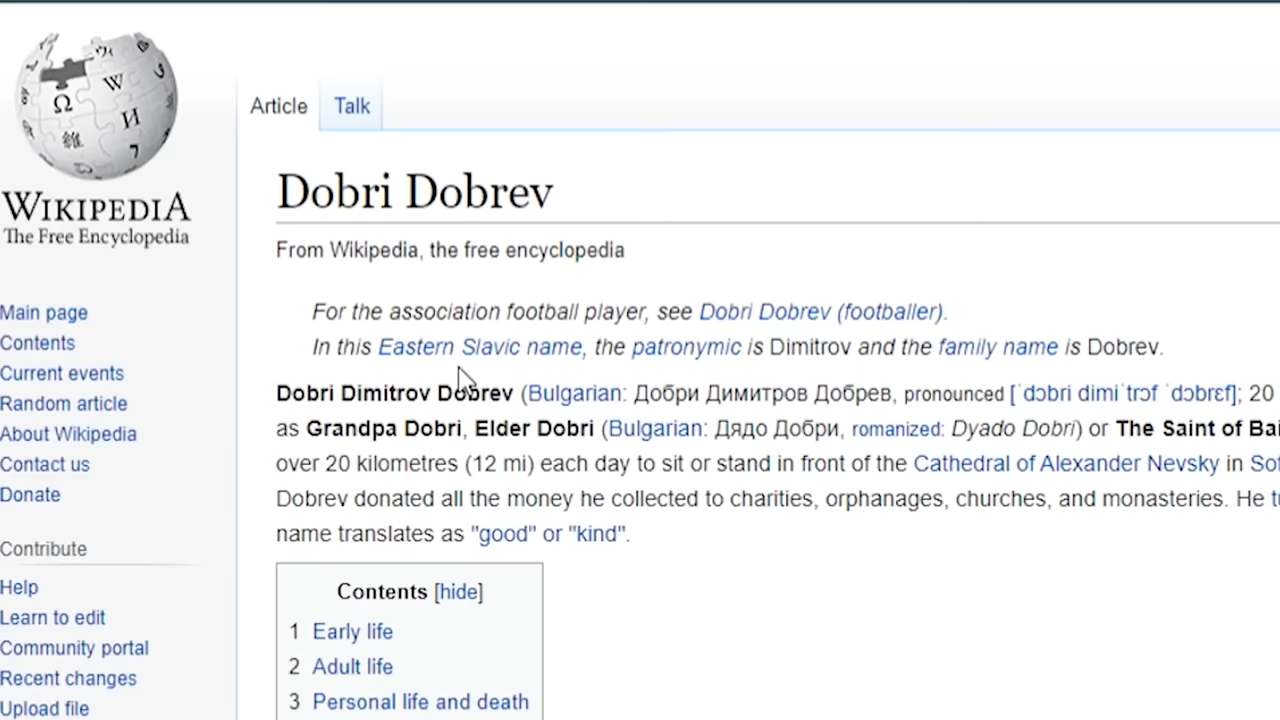 WIKIPEDIA
The Free Encyclopedia
Main page
Contents
Current events
Random article
About Wikipedia
Contact us
Donate
Contribute
Help
Learn to edit
Community portal
Recent changes
Upload file
Article Talk
Dobri Dobrev
From Wikipedia, the free encyclopedia
For the association football player, see Dobri Dobrev (footballer).
In this Eastern Slavic name, the patronymic is Dimitrov and the family name is Dobrev.
Dobri Dimitrov Dobrev (Bulgarian: Добри Димитров Добрев, pronounced [ˈdɔbri dimiˈtrɔf ˈdɔbrɛf]; 20
as Grandpa Dobri, Elder Dobri (Bulgarian: Дядо Добри, romanized: Dyado Dobri) or The Saint of Bai
over 20 kilometres (12 mi) each day to sit or stand in front of the Cathedral of Alexander Nevsky in Sof
Dobrev donated all the money he collected to charities, orphanages, churches, and monasteries. He
name translates as "good" or "kind".
Contents [hide]
1 Early life
2 Adult life
3 Personal life and death